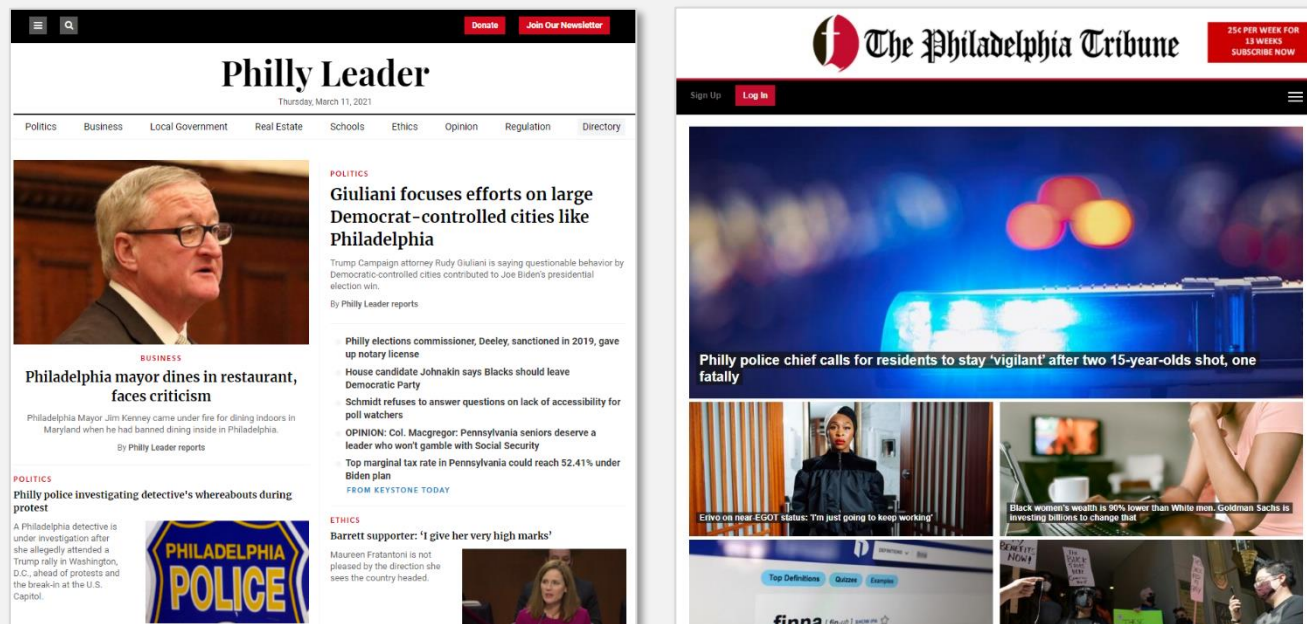 Donate
Join Our Newsletter
Philly Leader
Thursday, March 11, 2021
Politics Business Local Government Real Estate Schools Ethics Opinion Regulation Directory
BUSINESS
Philadelphia mayor dines in restaurant,
faces criticism
Philadelphia Mayor Jim Kenney came under fire for dining indoors in
Maryland when he had banned dining inside in Philadelphia.
By Philly Leader reports
POLITICS
Philly police investigating detective's whereabouts during
protest
A Philadelphia detective is
under investigation after
she allegedly attended a
Trump rally in Washington,
D.C., ahead of protests and
the break-in at the U.S.
Capitol.
PHILADELPHIA
POLICE
POLITICS
Giuliani focuses efforts on large
Democrat-controlled cities like
Philadelphia
Trump Campaign attorney Rudy Giuliani is saying questionable behavior by
Democratic-controlled cities contributed to Joe Biden's presidential
election win.
By Philly Leader reports
Philly elections commissioner, Deeley, sanctioned in 2019, gave
up notary license
House candidate Johnakin says Blacks should leave
Democratic Party
Schmidt refuses to answer questions on lack of accessibility for
poll watchers
OPINION: Col. Macgregor: Pennsylvania seniors deserve a
leader who won't gamble with Social Security
Top marginal tax rate in Pennsylvania could reach 52.41% under
Biden plan
FROM KEYSTONE TODAY
ETHICS
Barrett supporter: 'I give her very high marks'
Maureen Fratantoni is not
pleased by the direction she
sees the country headed.
t The Philadelphia Tribune
25¢ PER WEEK FOR
13 WEEKS
SUBSCRIBE NOW
Sign Up
Log In
Philly police chief calls for residents to stay 'vigilant' after two 15-year-olds shot, one
fatally
Erivo on near-EGOT status: 'I'm just going to keep working'
Black women's wealth is 90% lower than White men. Goldman Sachs is
investing billions to change that
DEFINITIONS
Top Definitions Quizzes Examples
finna
BENEFITS
NOW!